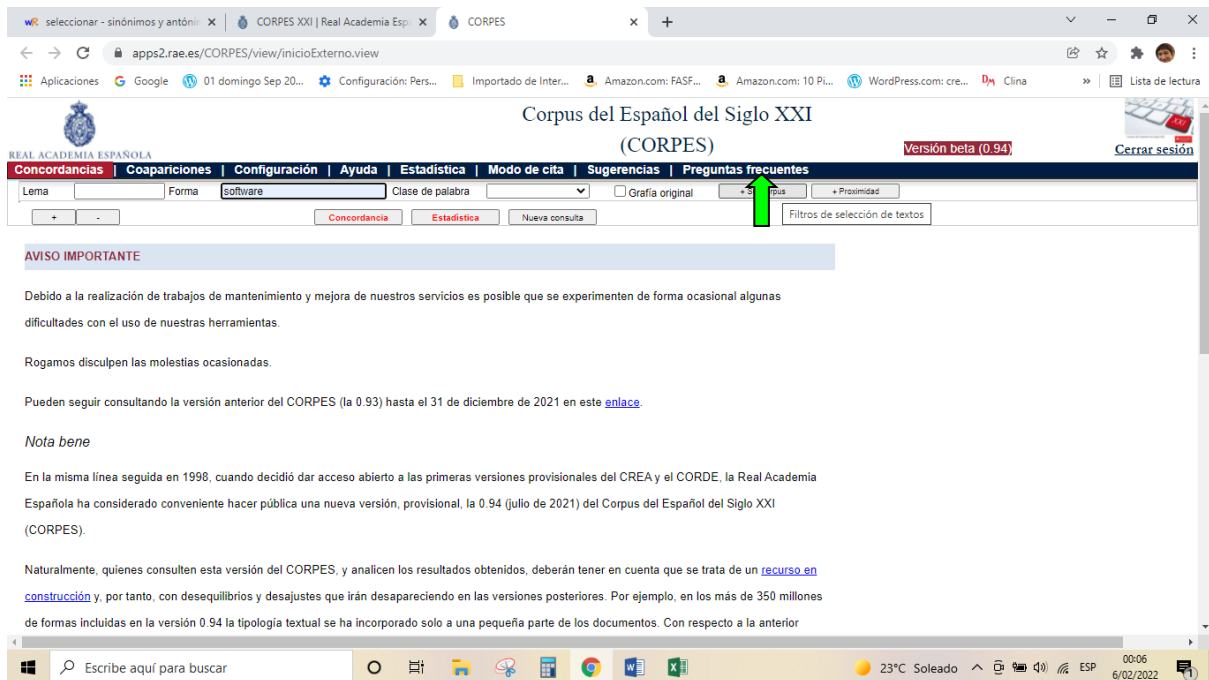 seleccionar - sinónimos y antónim
CORPES XXI | Real Academia Esp
CORPES
apps2.rae.es/CORPES/view/inicioExterno.view
Aplicaciones
Google
01 domingo Sep 20...
Configuración: Pers...
Importado de Inter...
Amazon.com: FASF...
Amazon.com: 10 Pi...
WordPress.com: cre...
Clina
»
Lista de lectura
REAL ACADEMIA ESPAÑOLA
Corpus del Español del Siglo XXI
(CORPES)
Versión beta (0.94)
XXI
Cerrar sesión
Concordancias | Coapariciones | Configuración | Ayuda | Estadística | Modo de cita | Sugerencias | Preguntas frecuentes
Lema Forma software Clase de palabra Grafía original + Proximidad
+ - Concordancia Estadística Nueva consulta Filtros de selección de textos
AVISO IMPORTANTE
Debido a la realización de trabajos de mantenimiento y mejora de nuestros servicios es posible que se experimenten de forma ocasional algunas
dificultades con el uso de nuestras herramientas.
Rogamos disculpen las molestias ocasionadas.
Pueden seguir consultando la versión anterior del CORPES (la 0.93) hasta el 31 de diciembre de 2021 en este enlace.
Nota bene
En la misma línea seguida en 1998, cuando decidió dar acceso abierto a las primeras versiones provisionales del CREA y el CORDE, la Real Academia
Española ha considerado conveniente hacer pública una nueva versión, provisional, la 0.94 (julio de 2021) del Corpus del Español del Siglo XXI
(CORPES).
Naturalmente, quienes consulten esta versión del CORPES, y analicen los resultados obtenidos, deberán tener en cuenta que se trata de un recurso en
construcción y, por tanto, con desequilibrios y desajustes que irán desapareciendo en las versiones posteriores. Por ejemplo, en los más de 350 millones
de formas incluidas en la versión 0.94 la tipología textual se ha incorporado solo a una pequeña parte de los documentos. Con respecto a la anterior
Escribe aquí para buscar
23°C Soleado
ESP
00:06
6/02/2022